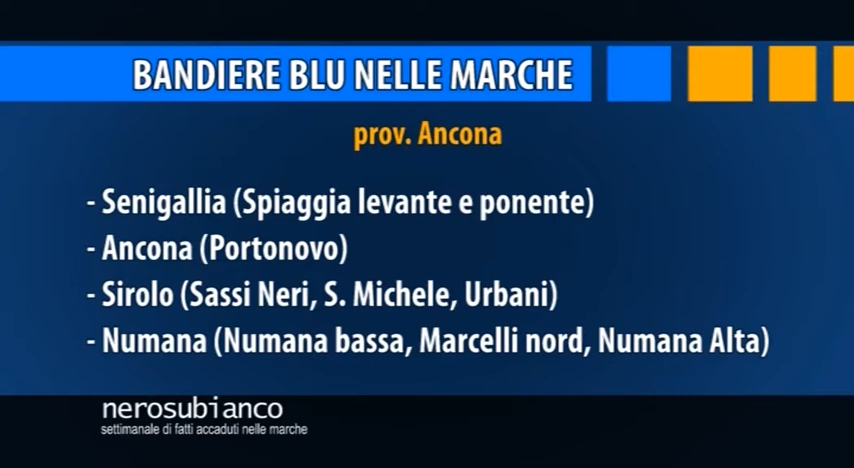 BANDIERE BLU NELLE MARCHE
prov. Ancona
- Senigallia (Spiaggia levante e ponente)
- Ancona (Portonovo)
- Sirolo (Sassi Neri, S. Michele, Urbani)
- Numana (Numana bassa, Marcelli nord, Numana Alta)
nerosubianco
settimanale di fatti accaduti nelle marche